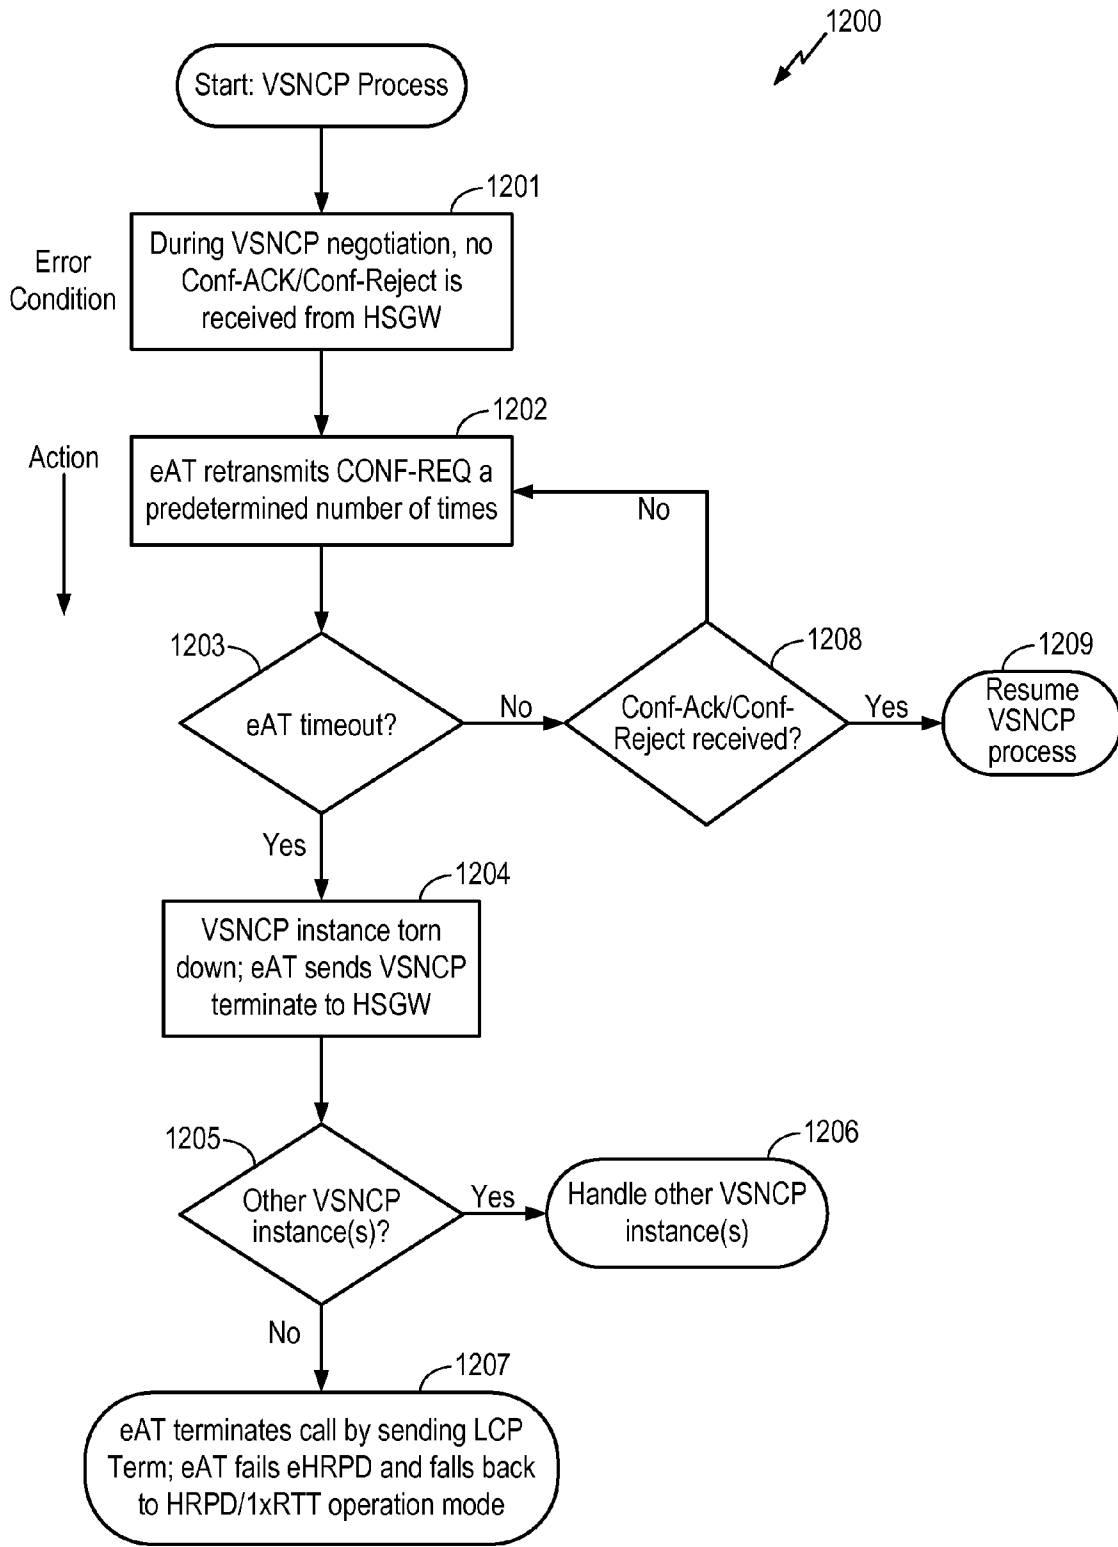 1200
Start: VSNCP Process
1201
Error
Condition
During VSNCP negotiation, no
Conf-ACK/Conf-Reject is
received from HSGW
1202
Action
eAT retransmits CONF-REQ a
predetermined number of times
No
1203
eAT timeout?
No
1208
Conf-Ack/Conf-
Reject received?
Yes
1209
Resume
VSNCP
process
Yes
1204
VSNCP instance torn
down; eAT sends VSNCP
terminate to HSGW
1205
Other VSNCP
instance(s)?
Yes
1206
Handle other VSNCP
instance(s)
No
1207
eAT terminates call by sending LCP
Term; eAT fails eHRPD and falls back
to HRPD/1xRTT operation mode